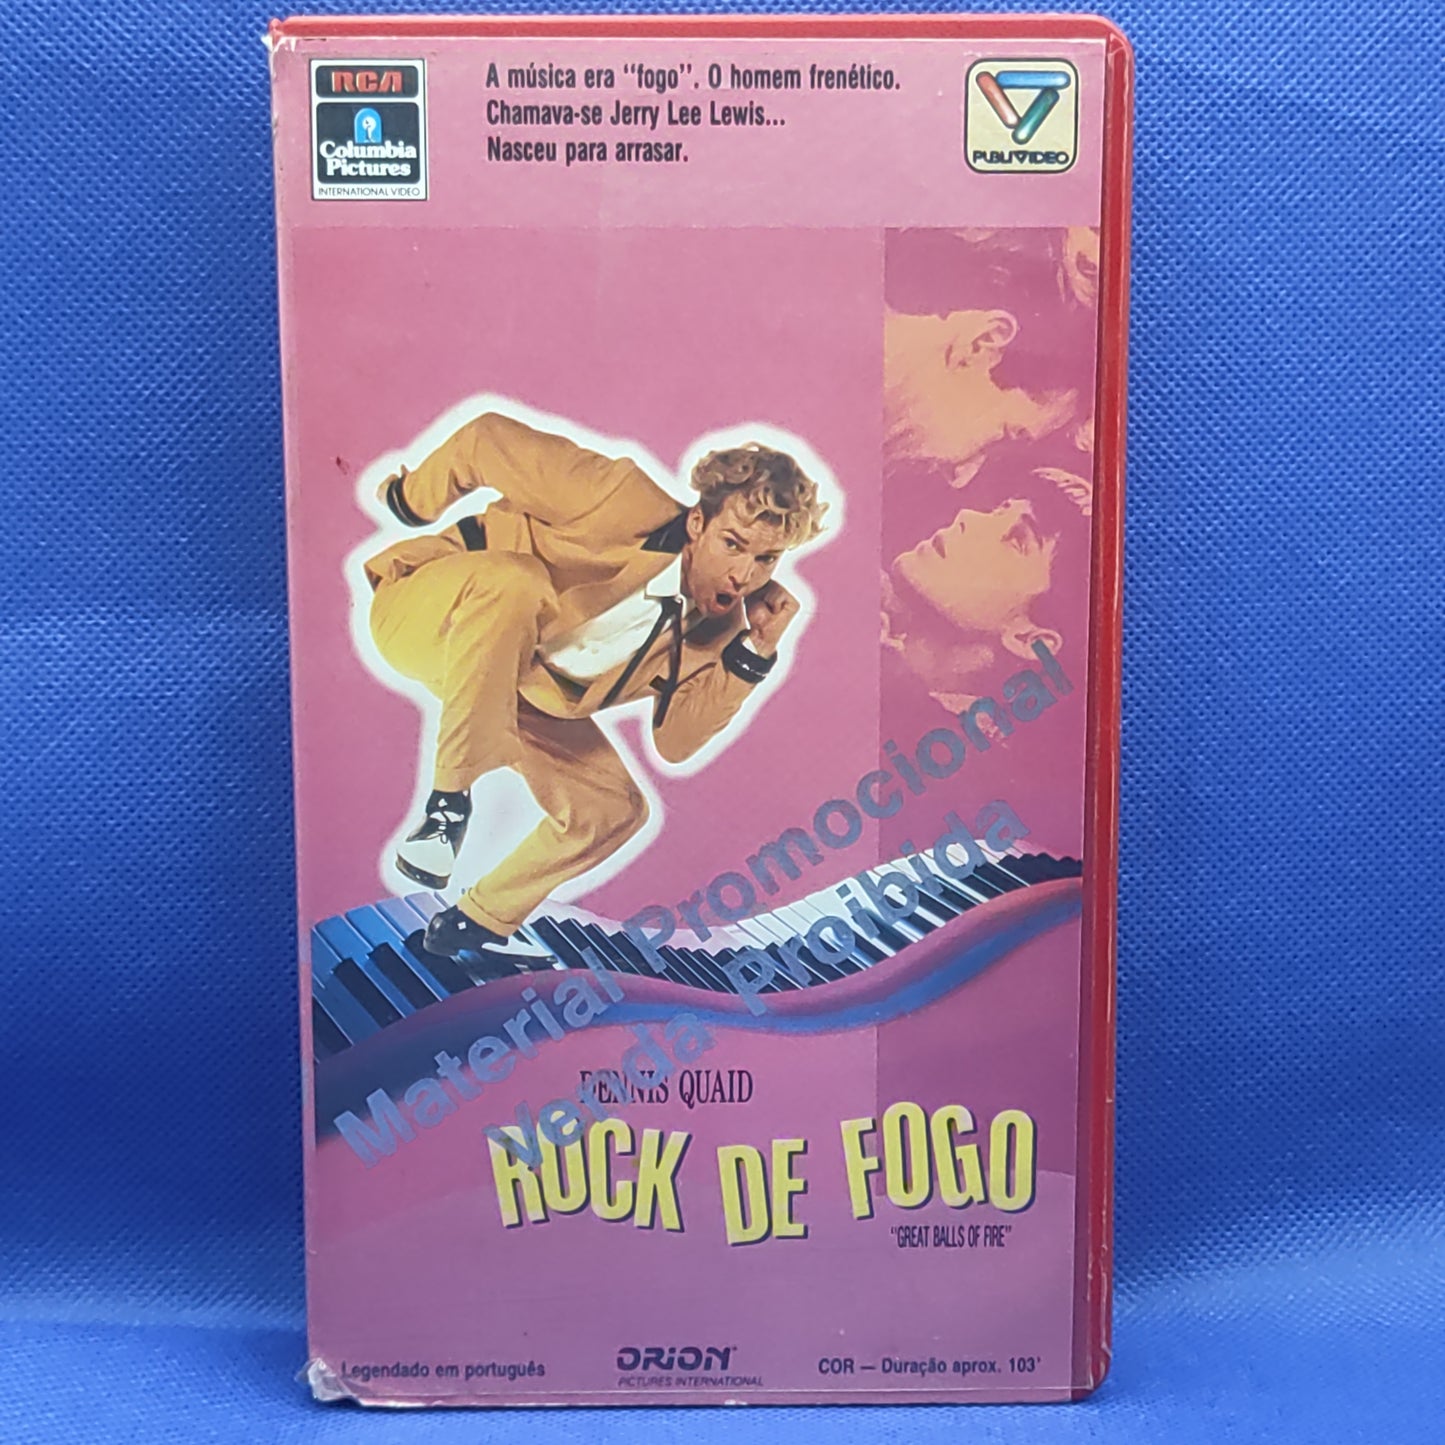 RCA
Columbia
Pictures
INTERNATIONAL VIDEO
A música era "fogo". O homem frenético.
Chamava-se Jerry Lee Lewis...
Nasceu para arrasar.
PUBLIVIDEO
Material Promocional
Venda Proibida
DENNIS QUAID
ROCK DE FOGO
"GREAT BALLS OF FIRE"
Legendado em português
ORION
PICTURES INTERNATIONAL
COR — Duração aprox. 103'